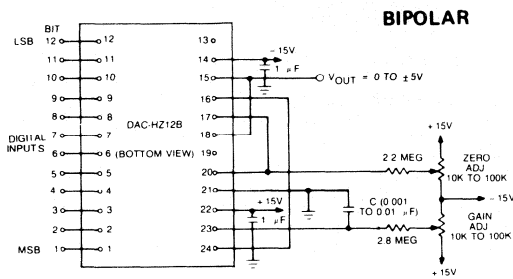 BIPOLAR
BIT
LSB 12 12 13
11 11 14 - 15V
1 µF
10 10 15 VOUT = 0 TO ±5V
9 9 16
8 8 DAC-HZ12B 17
DIGITAL INPUTS
7 7 18
6 6 (BOTTOM VIEW) 19
+ 15V
5 5 20 2.2 MEG ZERO ADJ
10K TO 100K
4 4 21
- 15V
3 3 22 + 15V
1 µF
C (0 001 TO 0 01 µF)
2 2 23 2.8 MEG GAIN ADJ
10K TO 100K
MSB 1 1 24
+ 15V